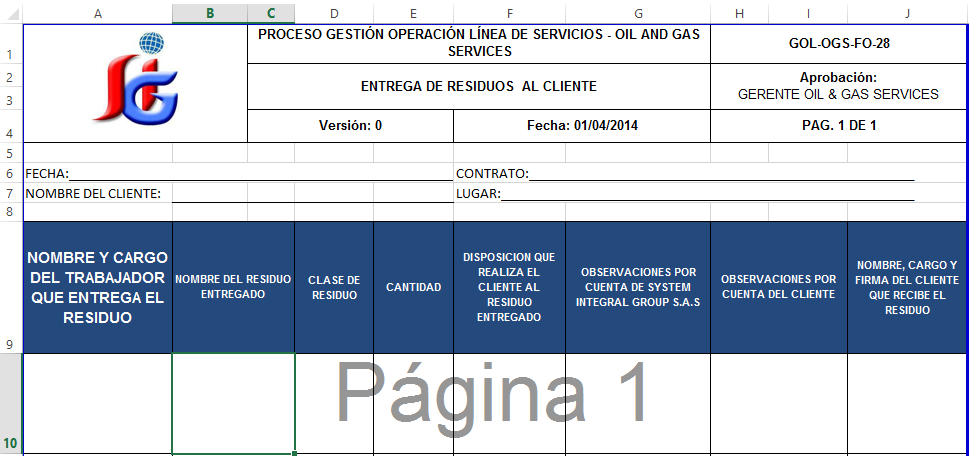 A B C D E F G H I J
1 PROCESO GESTIÓN OPERACIÓN LÍNEA DE SERVICIOS - OIL AND GAS
SERVICES
GOL-OGS-FO-28
SIG
2 ENTREGA DE RESIDUOS AL CLIENTE
Aprobación:
3 GERENTE OIL & GAS SERVICES
4 Versión: 0 Fecha: 01/04/2014 PAG. 1 DE 1
5
6 FECHA: CONTRATO:
7 NOMBRE DEL CLIENTE: LUGAR:
8
9
NOMBRE Y CARGO
DEL TRABAJADOR
QUE ENTREGA EL
RESIDUO
NOMBRE DEL RESIDUO
ENTREGADO
CLASE DE
RESIDUO
CANTIDAD
DISPOSICION QUE
REALIZA EL
CLIENTE AL
RESIDUO
ENTREGADO
OBSERVACIONES POR
CUENTA DE SYSTEM
INTEGRAL GROUP S.A.S
OBSERVACIONES POR
CUENTA DEL CLIENTE
NOMBRE, CARGO Y
FIRMA DEL CLIENTE
QUE RECIBE EL
RESIDUO
10
Página 1